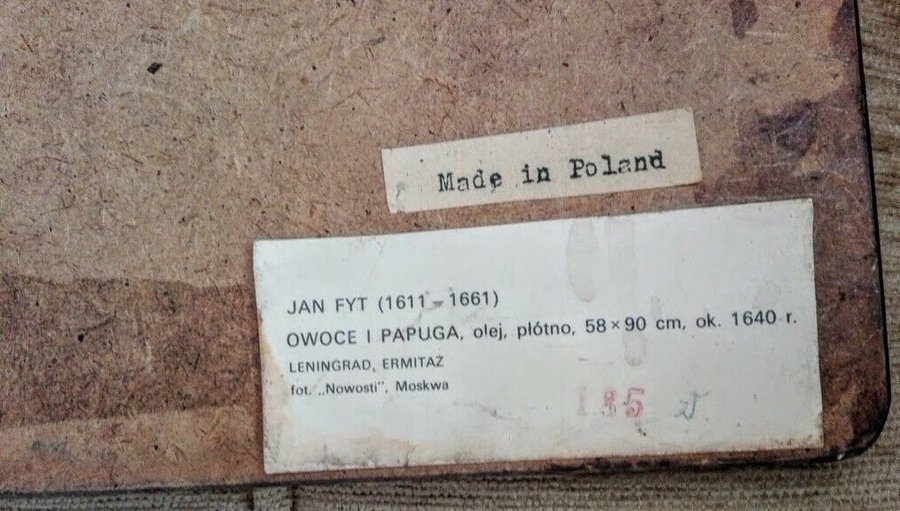 Made in Poland
JAN FYT (1611 – 1661)
OWOCE I PAPUGA, olej, płótno, 58 × 90 cm, ok. 1640 r.
LENINGRAD, ERMITAŻ
fot. „Nowosti”, Moskwa
135 zł